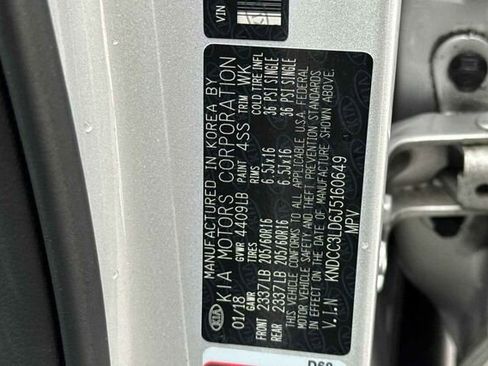 VIN
KIA
MANUFACTURED IN KOREA BY
KIA MOTORS CORPORATION
01/18 GVWR 4409LB PAINT 4SS TRIM WK
GAWR TIRES RIMS COLD TIRE INFL
FRONT 2337LB 205/60R16 6.5Jx16 36 PSI SINGLE
REAR 2337LB 205/60R16 6.5Jx16 36 PSI SINGLE
THIS VEHICLE CONFORMS TO ALL APPLICABLE U.S.A. FEDERAL
MOTOR VEHICLE SAFETY AND THEFT PREVENTION STANDARDS
IN EFFECT ON THE DATE OF MANUFACTURE SHOWN ABOVE.
V.I.N KNDCC3LD6J5160649
MPV